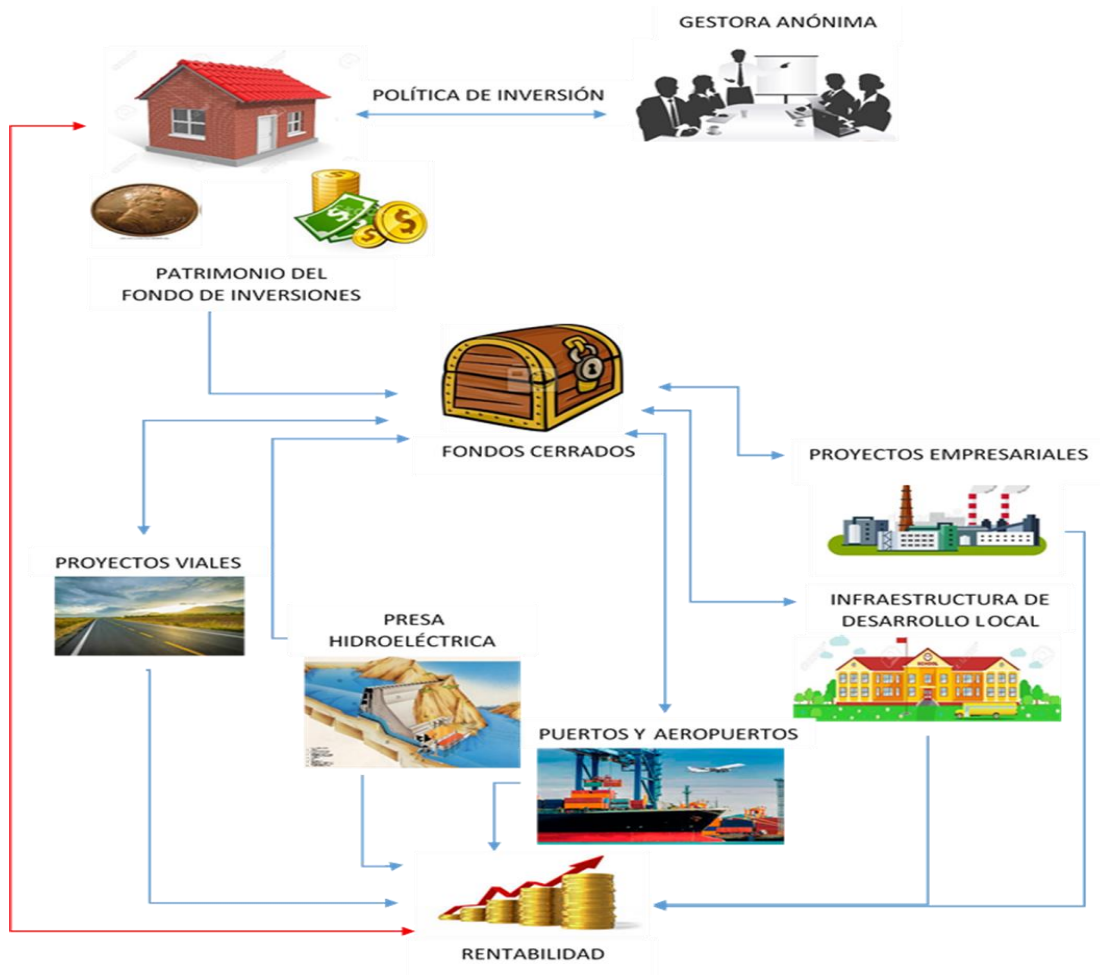 GESTORA ANÓNIMA
POLÍTICA DE INVERSIÓN
PATRIMONIO DEL
FONDO DE INVERSIONES
FONDOS CERRADOS
PROYECTOS EMPRESARIALES
PROYECTOS VIALES
INFRAESTRUCTURA DE
DESARROLLO LOCAL
PRESA
HIDROELÉCTRICA
SCHOOL
PUERTOS Y AEROPUERTOS
RENTABILIDAD